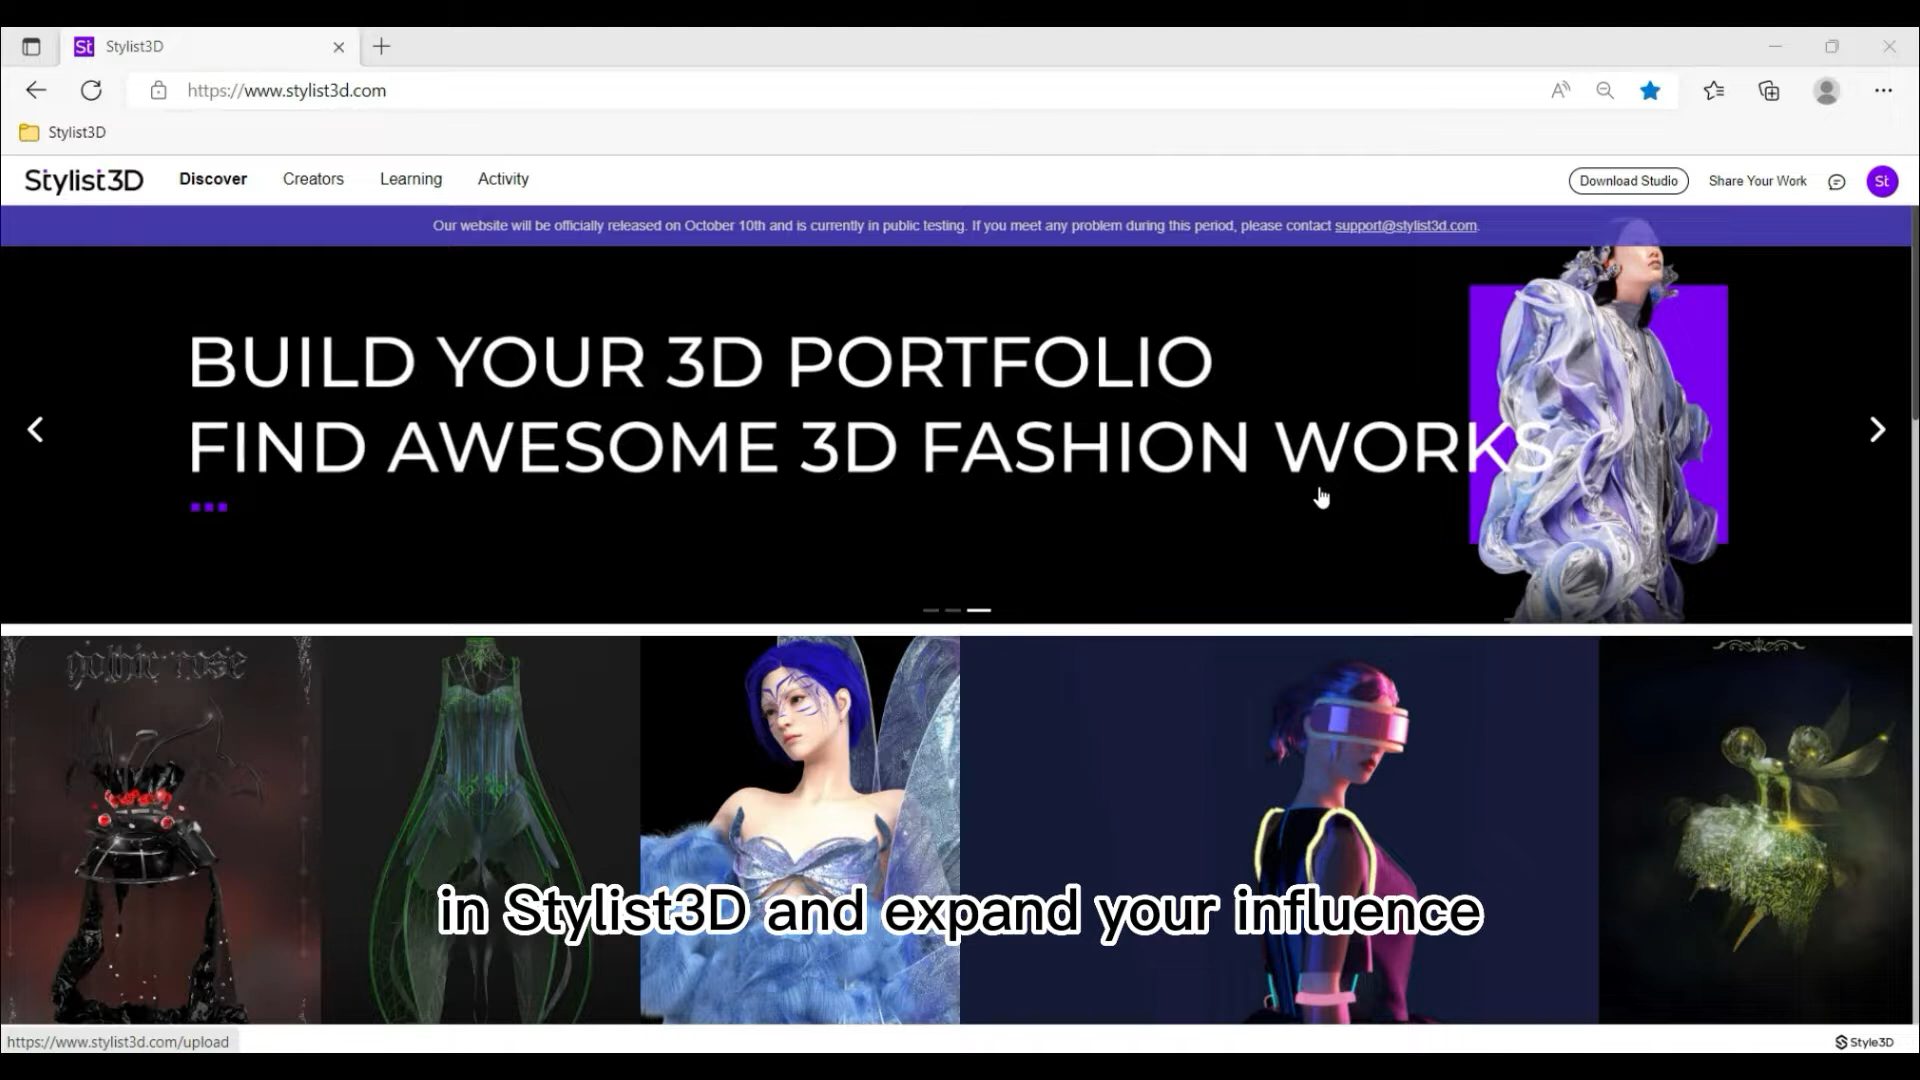 St Stylist3D
https://www.stylist3d.com
Stylist3D
Stylist3D Discover Creators Learning Activity Download Studio Share Your Work St
Our website will be officially released on October 10th and is currently in public testing. If you meet any problem during this period, please contact support@stylist3d.com.
BUILD YOUR 3D PORTFOLIO
FIND AWESOME 3D FASHION WORKS
gothic rose
in Stylist3D and expand your influence
https://www.stylist3d.com/upload
Style3D